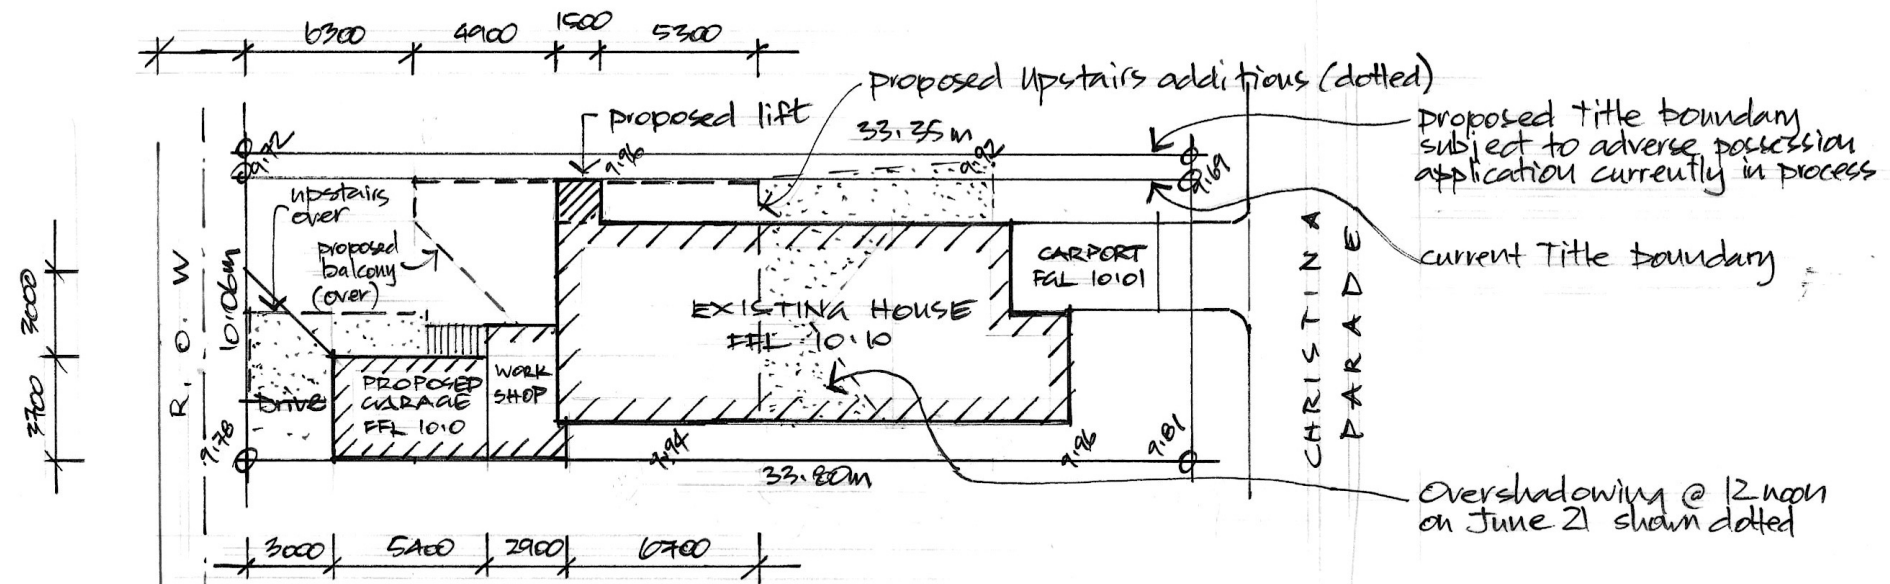 6300
4900
1500
5300
proposed upstairs additions (dotted)
proposed lift
33.35m
proposed Title boundary
subject to adverse possession
application currently in process
9.72
9.96
9.92
9.69
upstairs
over
proposed
balcony
(over)
R.O.W
10.06m
CARPORT
FGL 10.01
current Title boundary
CHRISTINA
PARADE
3000
3700
EXISTING HOUSE
FFL 10.10
PROPOSED
GARAGE
FFL 10.0
WORK
SHOP
Drive
9.78
9.94
9.96
9.81
33.80m
Overshadowing @ 12 noon
on June 21 shown dotted
3000
5400
2900
6700